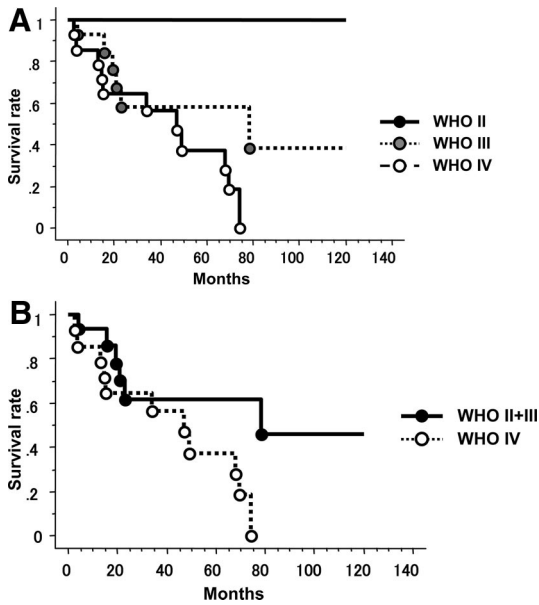 A
1
.8
.6
.4
.2
0
Survival rate
0 20 40 60 80 100 120 140
Months
WHO II
WHO III
WHO IV
B
1
.8
.6
.4
.2
0
Survival rate
0 20 40 60 80 100 120 140
Months
WHO II+III
WHO IV